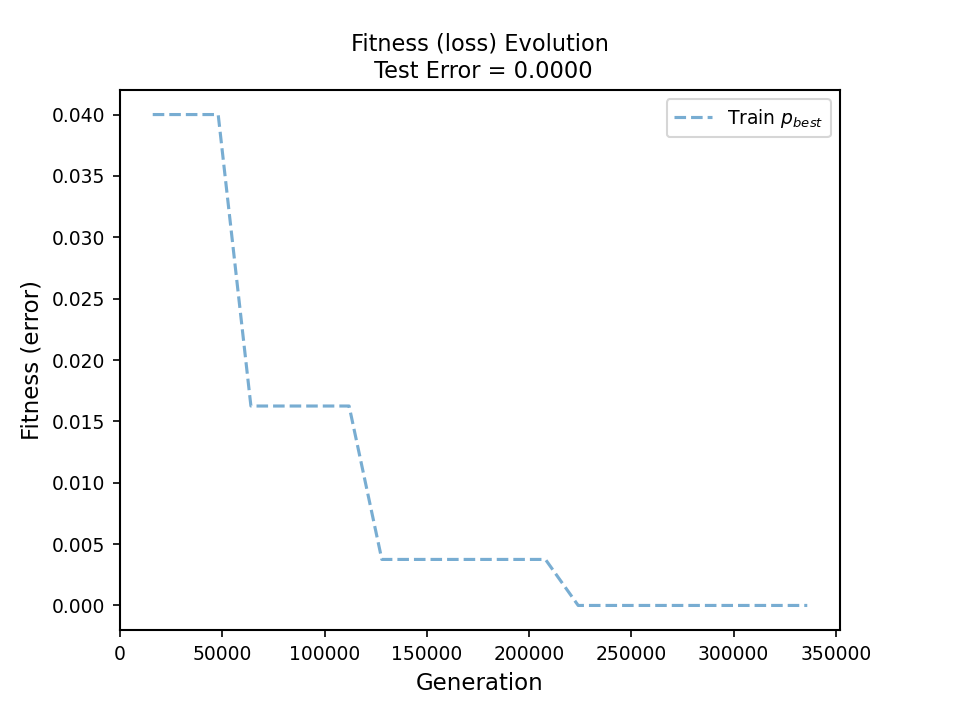 Fitness (loss) Evolution
Test Error = 0.0000
Train p_best
Fitness (error)
0.040
0.035
0.030
0.025
0.020
0.015
0.010
0.005
0.000
0 50000 100000 150000 200000 250000 300000 350000
Generation